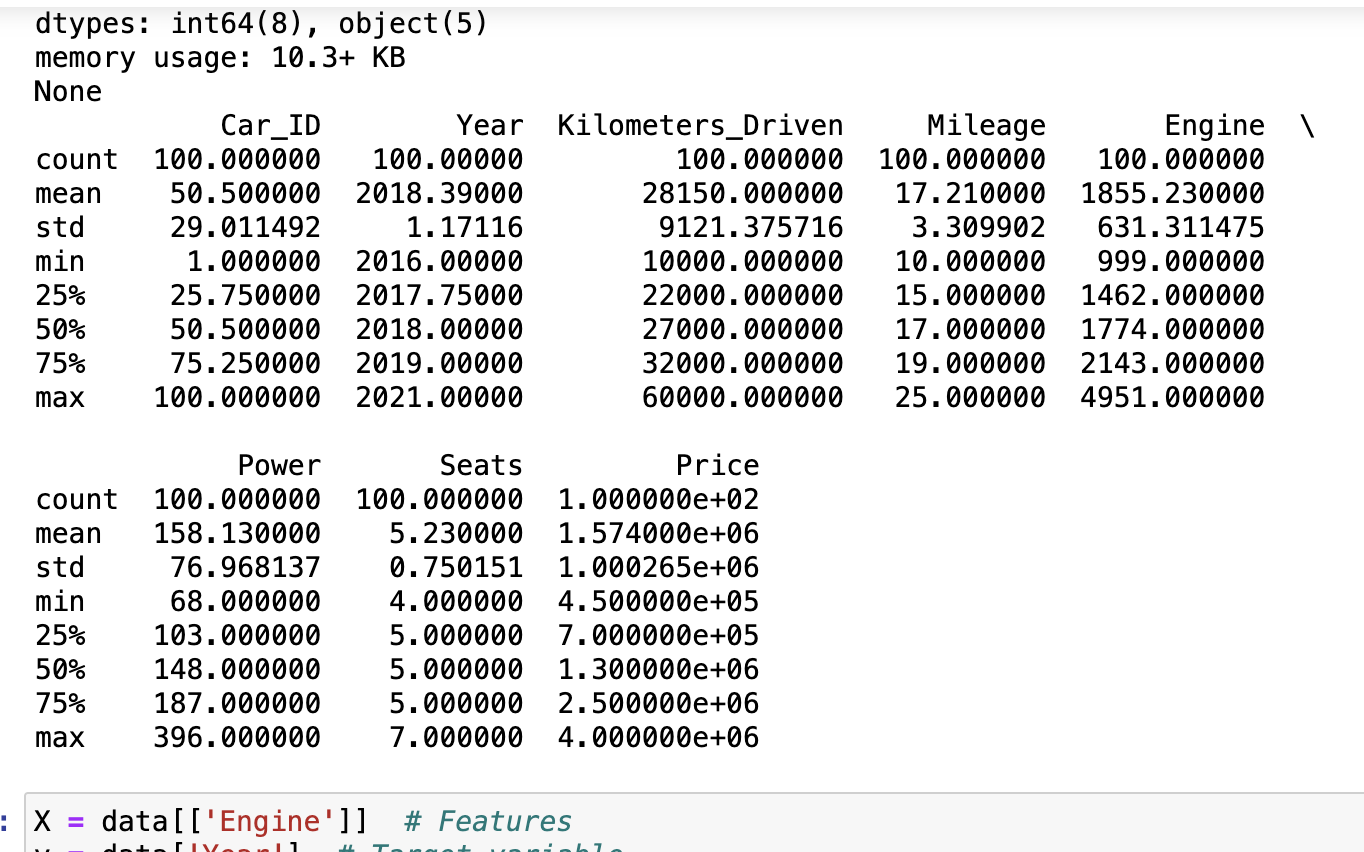 dtypes: int64(8), object(5)
memory usage: 10.3+ KB
None
Car_ID Year Kilometers_Driven Mileage Engine \
count 100.000000 100.00000 100.000000 100.000000 100.000000
mean 50.500000 2018.39000 28150.000000 17.210000 1855.230000
std 29.011492 1.17116 9121.375716 3.309902 631.311475
min 1.000000 2016.00000 10000.000000 10.000000 999.000000
25% 25.750000 2017.75000 22000.000000 15.000000 1462.000000
50% 50.500000 2018.00000 27000.000000 17.000000 1774.000000
75% 75.250000 2019.00000 32000.000000 19.000000 2143.000000
max 100.000000 2021.00000 60000.000000 25.000000 4951.000000
Power Seats Price
count 100.000000 100.000000 1.000000e+02
mean 158.130000 5.230000 1.574000e+06
std 76.968137 0.750151 1.000265e+06
min 68.000000 4.000000 4.500000e+05
25% 103.000000 5.000000 7.000000e+05
50% 148.000000 5.000000 1.300000e+06
75% 187.000000 5.000000 2.500000e+06
max 396.000000 7.000000 4.000000e+06
: X = data[['Engine']] # Features
y = data['Year'] # Target variable